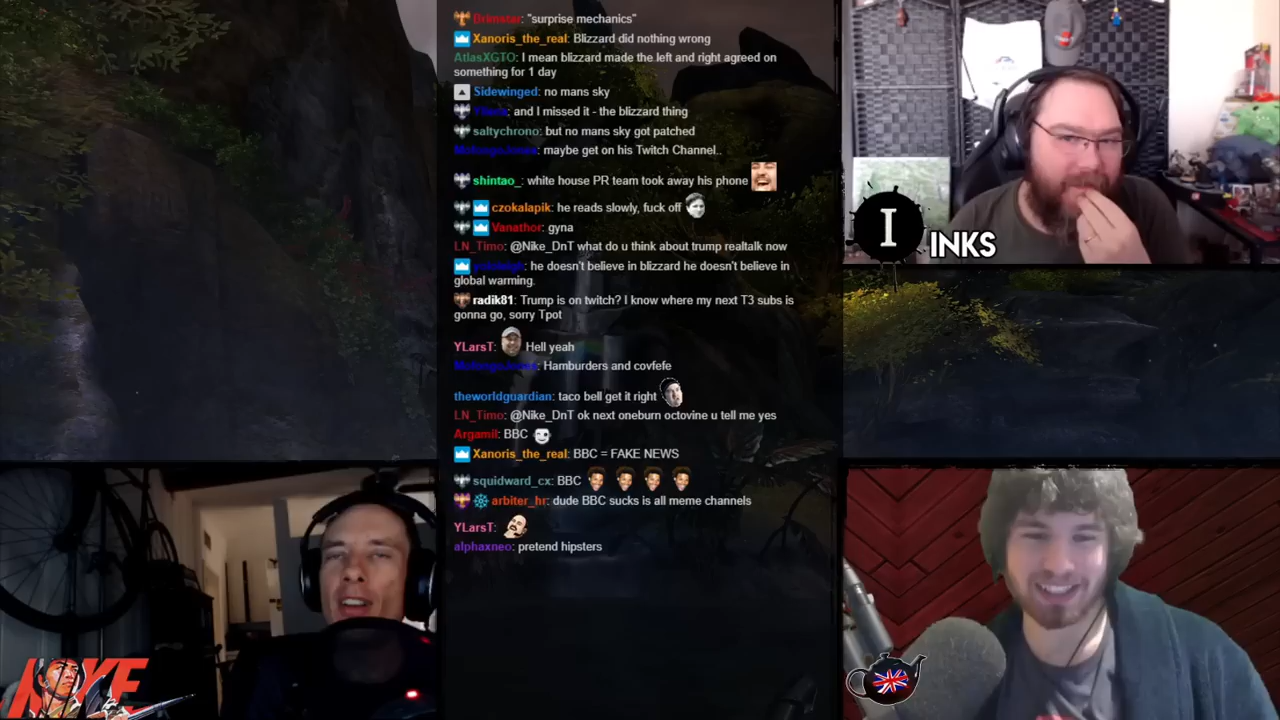 Brimstar: "surprise mechanics"
Xanoris_the_real: Blizzard did nothing wrong
AtlasXGTO: I mean blizzard made the left and right agreed on
something for 1 day
Sidewinged: no mans sky
: and I missed it - the blizzard thing
saltychrono: but no mans sky got patched
: maybe get on his Twitch Channel..
shintao_: white house PR team took away his phone
czokalapik: he reads slowly, fuck off
Vanathor: gyna
LN_Timo: @Nike_DnT what do u think about trump realtalk now
: he doesn't believe in blizzard he doesn't believe in
global warming.
radik81: Trump is on twitch? I know where my next T3 subs is
gonna go, sorry Tpot
YLarsT: Hell yeah
: Hamburders and covfefe
theworldguardian: taco bell get it right
LN_Timo: @Nike_DnT ok next oneburn octovine u tell me yes
Argamil: BBC
Xanoris_the_real: BBC = FAKE NEWS
squidward_cx: BBC
arbiter_hr: dude BBC sucks is all meme channels
YLarsT:
alphaxneo: pretend hipsters
I INKS
NIKE